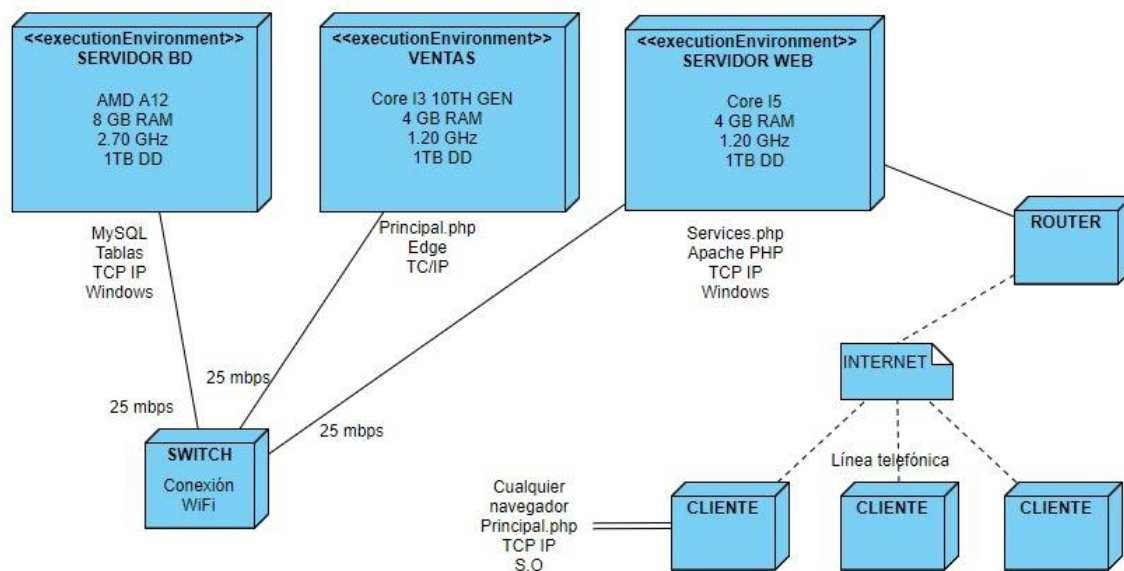 <<executionEnvironment>>
SERVIDOR BD
AMD A12
8 GB RAM
2.70 GHz
1TB DD
<<executionEnvironment>>
VENTAS
Core I3 10TH GEN
4 GB RAM
1.20 GHz
1TB DD
<<executionEnvironment>>
SERVIDOR WEB
Core I5
4 GB RAM
1.20 GHz
1TB DD
ROUTER
MySQL
Tablas
TCP IP
Windows
Principal.php
Edge
TC/IP
Services.php
Apache PHP
TCP IP
Windows
INTERNET
25 mbps
25 mbps
25 mbps
SWITCH
Conexión
WiFi
Línea telefónica
Cualquier
navegador
Principal.php
TCP IP
S.O
CLIENTE
CLIENTE
CLIENTE